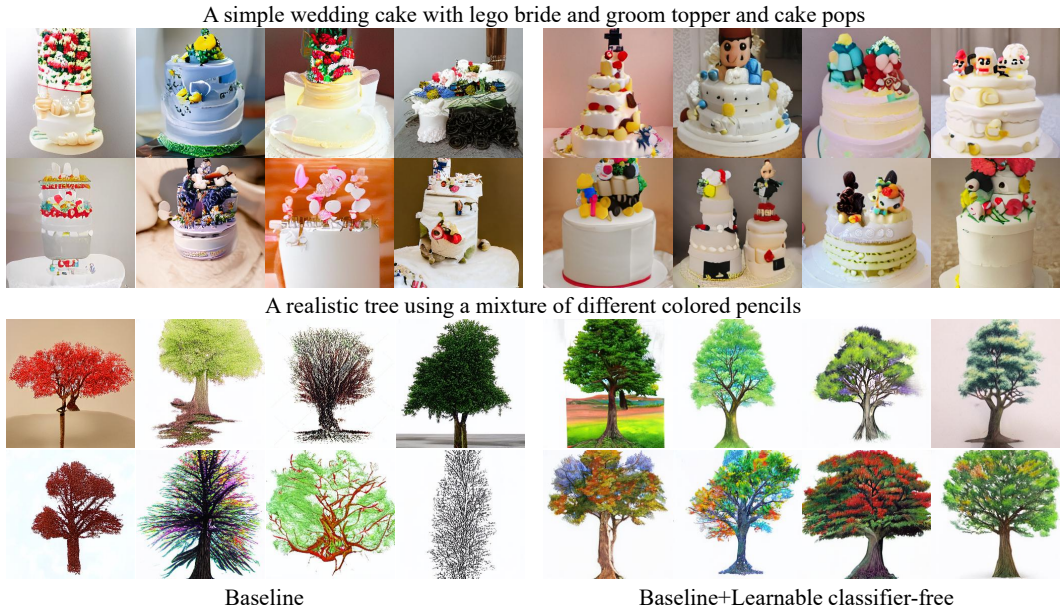 A simple wedding cake with lego bride and groom topper and cake pops
A realistic tree using a mixture of different colored pencils
Baseline
Baseline+Learnable classifier-free